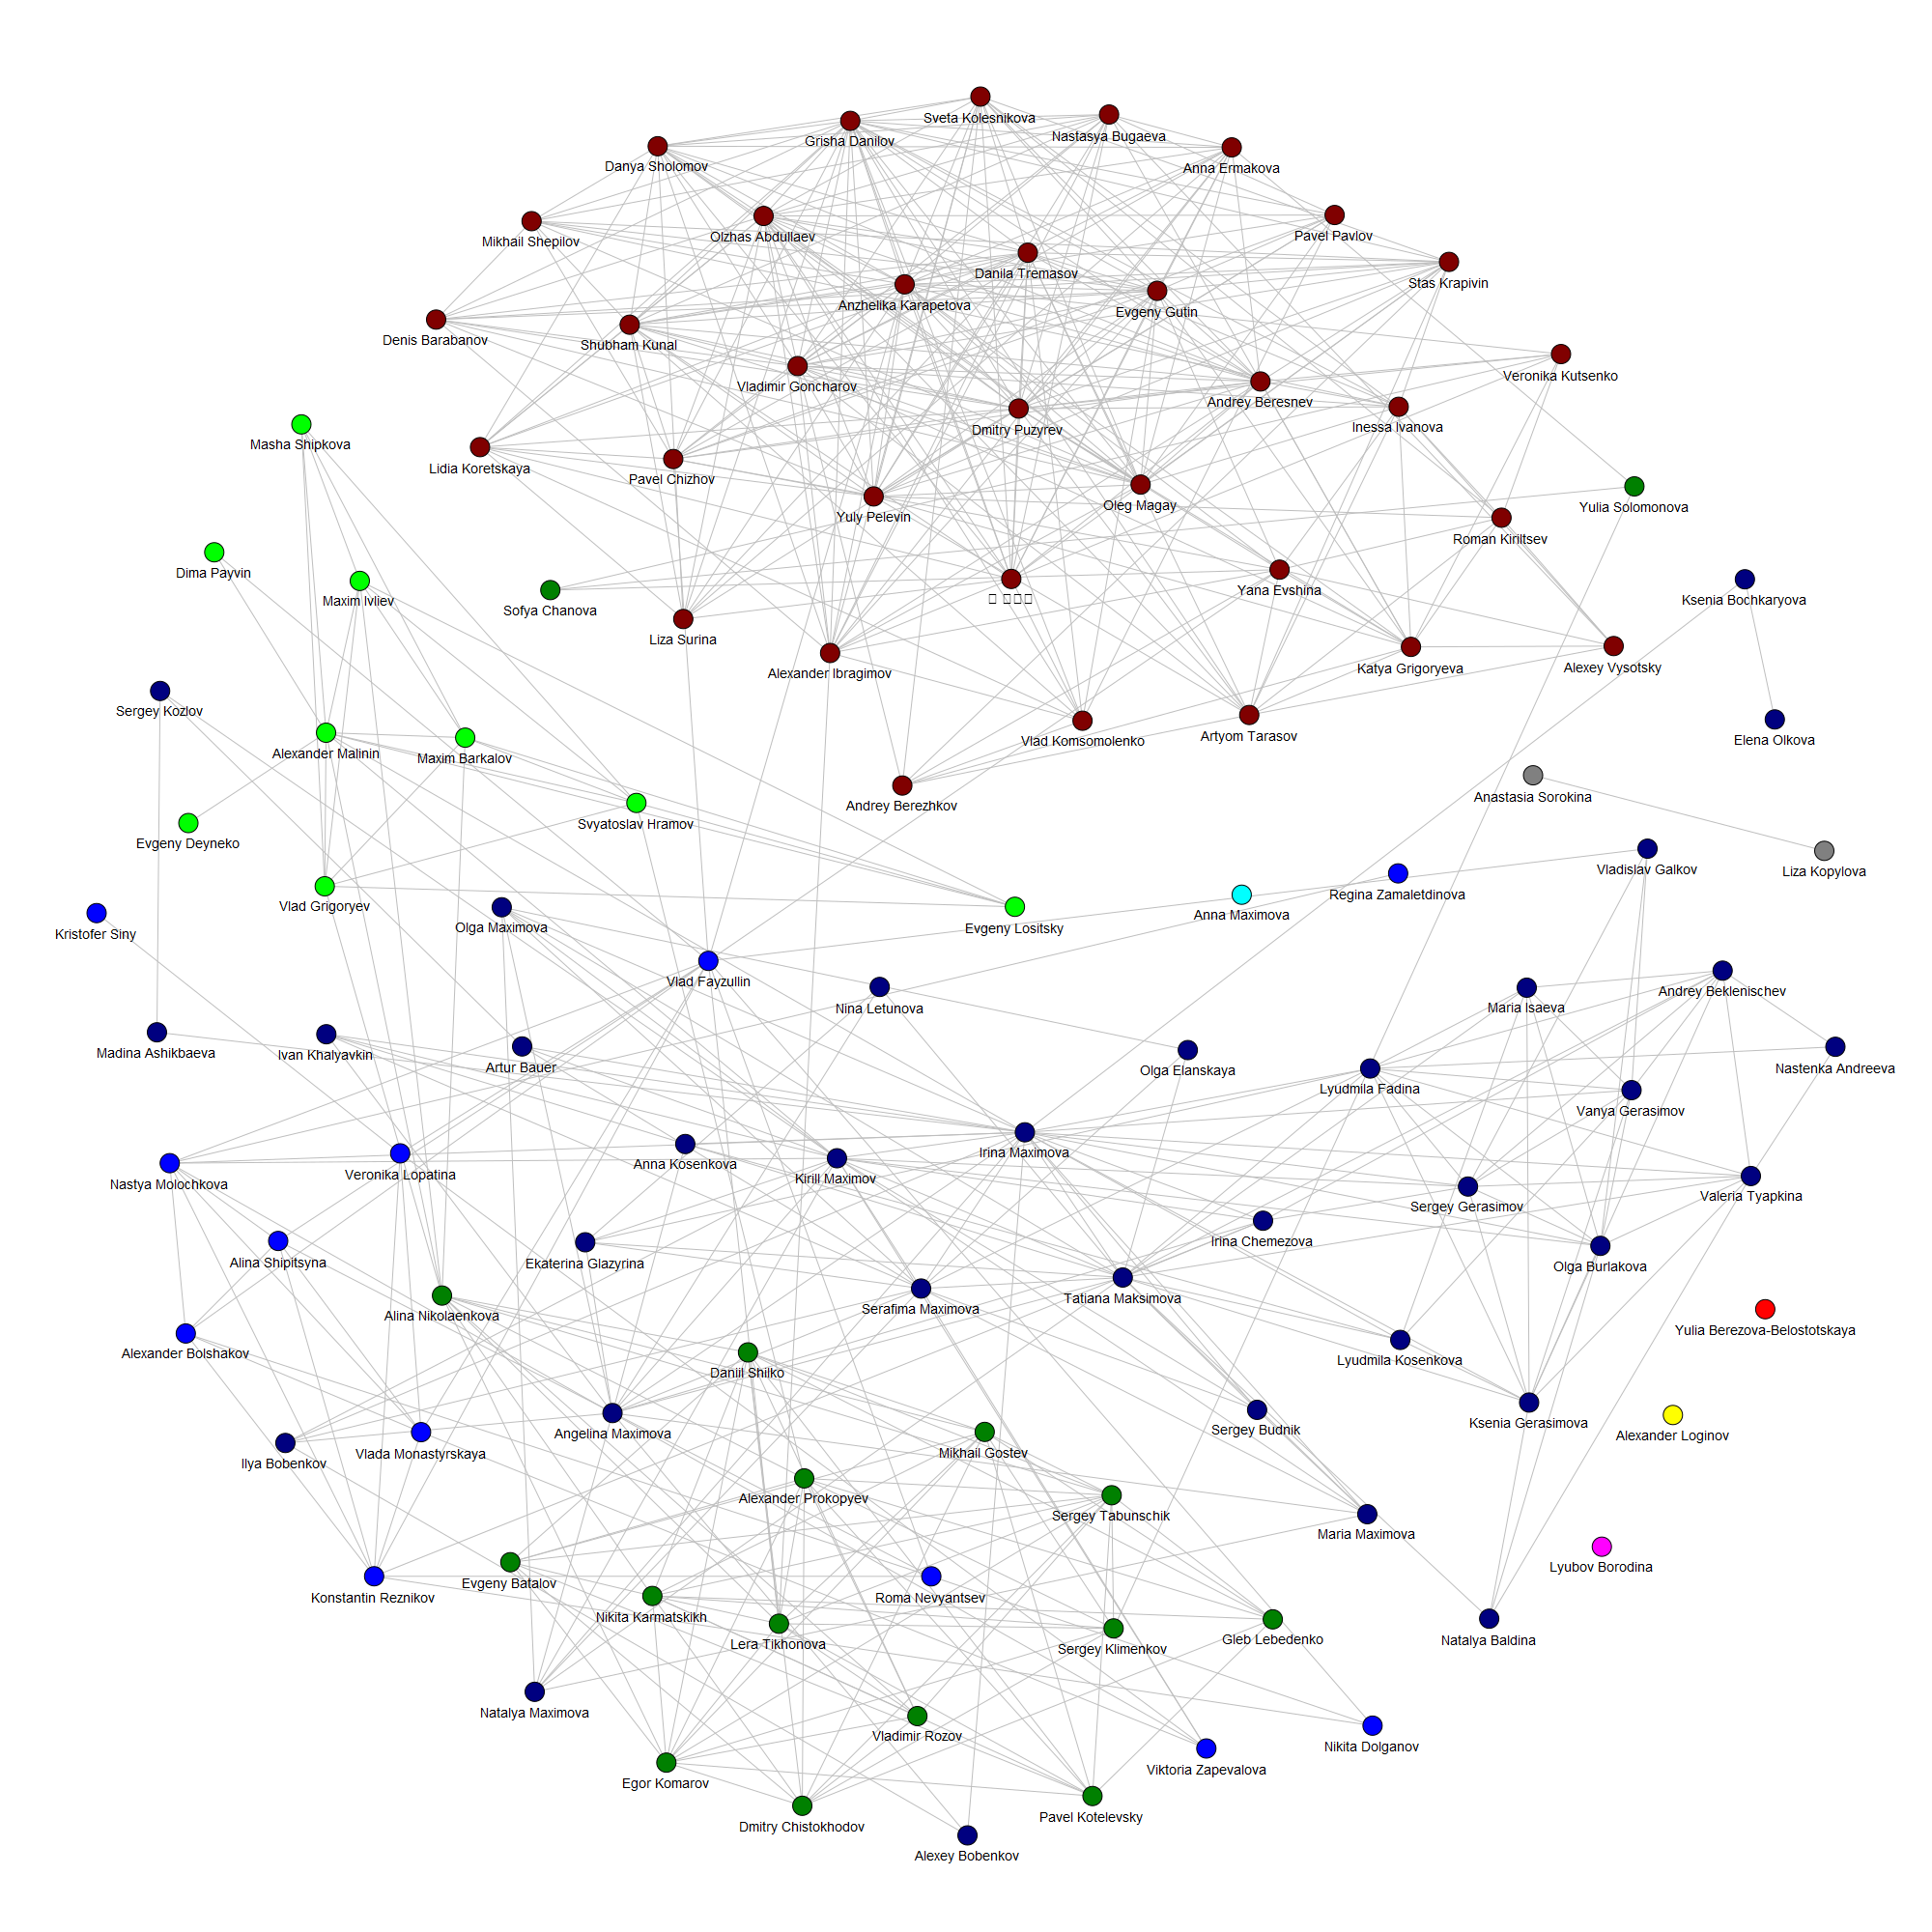 Sveta Kolesnikova
Nastasya Bugaeva
Grisha Danilov
Danya Sholomov
Anna Ermakova
Mikhail Shepilov
Olzhas Abdullaev
Pavel Pavlov
Danila Tremasov
Stas Krapivin
Anzhelika Karapetova
Evgeny Gutin
Denis Barabanov
Shubham Kunal
Veronika Kutsenko
Vladimir Goncharov
Andrey Beresnev
Inessa Ivanova
Dmitry Puzyrev
Masha Shipkova
Lidia Koretskaya
Pavel Chizhov
Oleg Magay
Yulia Solomonova
Yuly Pelevin
Roman Kiriltsev
Dima Payvin
Yana Evshina
Maxim Ivliev
Ksenia Bochkaryova
Sofya Chanova
Liza Surina
Katya Grigoryeva
Alexey Vysotsky
Alexander Ibragimov
Sergey Kozlov
Artyom Tarasov
Vlad Komsomolenko
Elena Olkova
Alexander Malinin
Maxim Barkalov
Anastasia Sorokina
Andrey Berezhkov
Svyatoslav Hramov
Evgeny Deyneko
Vladislav Galkov
Liza Kopylova
Regina Zamaletdinova
Vlad Grigoryev
Anna Maximova
Olga Maximova
Evgeny Lositsky
Kristofer Siny
Vlad Fayzullin
Andrey Beklenischev
Nina Letunova
Maria Isaeva
Madina Ashikbaeva
Ivan Khalyavkin
Artur Bauer
Olga Elanskaya
Nastenka Andreeva
Lyudmila Fadina
Vanya Gerasimov
Irina Maximova
Anna Kosenkova
Veronika Lopatina
Kirill Maximov
Nastya Molochkova
Valeria Tyapkina
Sergey Gerasimov
Irina Chemezova
Alina Shipitsyna
Ekaterina Glazyrina
Olga Burlakova
Tatiana Maksimova
Serafima Maximova
Alina Nikolaenkova
Yulia Berezova-Belostotskaya
Alexander Bolshakov
Lyudmila Kosenkova
Daniil Shilko
Ksenia Gerasimova
Sergey Budnik
Angelina Maximova
Alexander Loginov
Mikhail Gostev
Vlada Monastyrskaya
Ilya Bobenkov
Alexander Prokopyev
Sergey Tabunschik
Maria Maximova
Lyubov Borodina
Evgeny Batalov
Konstantin Reznikov
Roma Nevyantsev
Nikita Karmatskikh
Gleb Lebedenko
Natalya Baldina
Lera Tikhonova
Sergey Klimenkov
Natalya Maximova
Vladimir Rozov
Nikita Dolganov
Viktoria Zapevalova
Egor Komarov
Pavel Kotelevsky
Dmitry Chistokhodov
Alexey Bobenkov